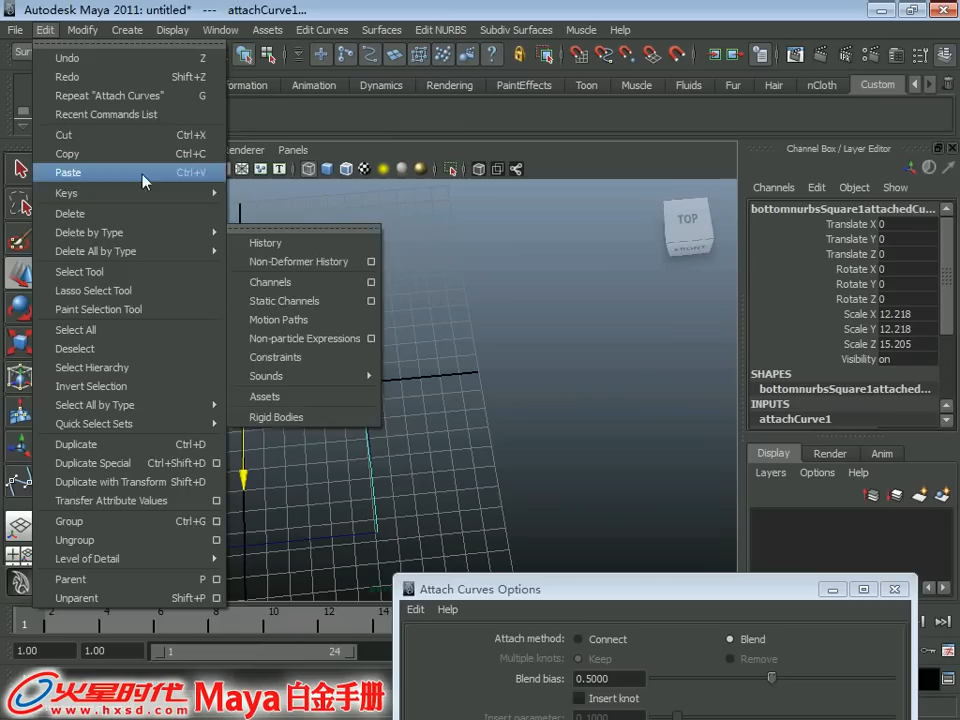 Autodesk Maya 2011: untitled* --- attachCurve1...
File Edit Modify Create Display Window Assets Edit Curves Surfaces Edit NURBS Subdiv Surfaces Muscle Help
Animation Dynamics Rendering PaintEffects Toon Muscle Fluids Fur Hair nCloth Custom
Undo Z
Redo Shift+Z
Repeat "Attach Curves" G
Recent Commands List
Cut Ctrl+X
Copy Ctrl+C
Paste Ctrl+V
Keys
Delete
Delete by Type
Delete All by Type
Select Tool
Lasso Select Tool
Paint Selection Tool
Select All
Deselect
Select Hierarchy
Invert Selection
Select All by Type
Quick Select Sets
Duplicate Ctrl+D
Duplicate Special Ctrl+Shift+D
Duplicate with Transform Shift+D
Transfer Attribute Values
Group Ctrl+G
Ungroup
Level of Detail
Parent P
Unparent Shift+P
History
Non-Deformer History
Channels
Static Channels
Motion Paths
Non-particle Expressions
Constraints
Sounds
Assets
Rigid Bodies
Panels
TOP
FRONT
Channel Box / Layer Editor
Channels Edit Object Show
bottomnurbsSquare1attachedCu...
Translate X 0
Translate Y 0
Translate Z 0
Rotate X 0
Rotate Y 0
Rotate Z 0
Scale X 12.218
Scale Y 12.218
Scale Z 15.205
Visibility on
SHAPES
bottomnurbsSquare1attached...
INPUTS
attachCurve1
Display Render Anim
Layers Options Help
Attach Curves Options
Edit Help
Attach method: Connect Blend
Multiple knots: Keep Remove
Blend bias: 0.5000
Insert knot
Insert parameter: 0.1000
1 2 4 6 8 10 12 14
1.00 1.00 1 24
火星时代 Maya 白金手册
www.hxsd.com